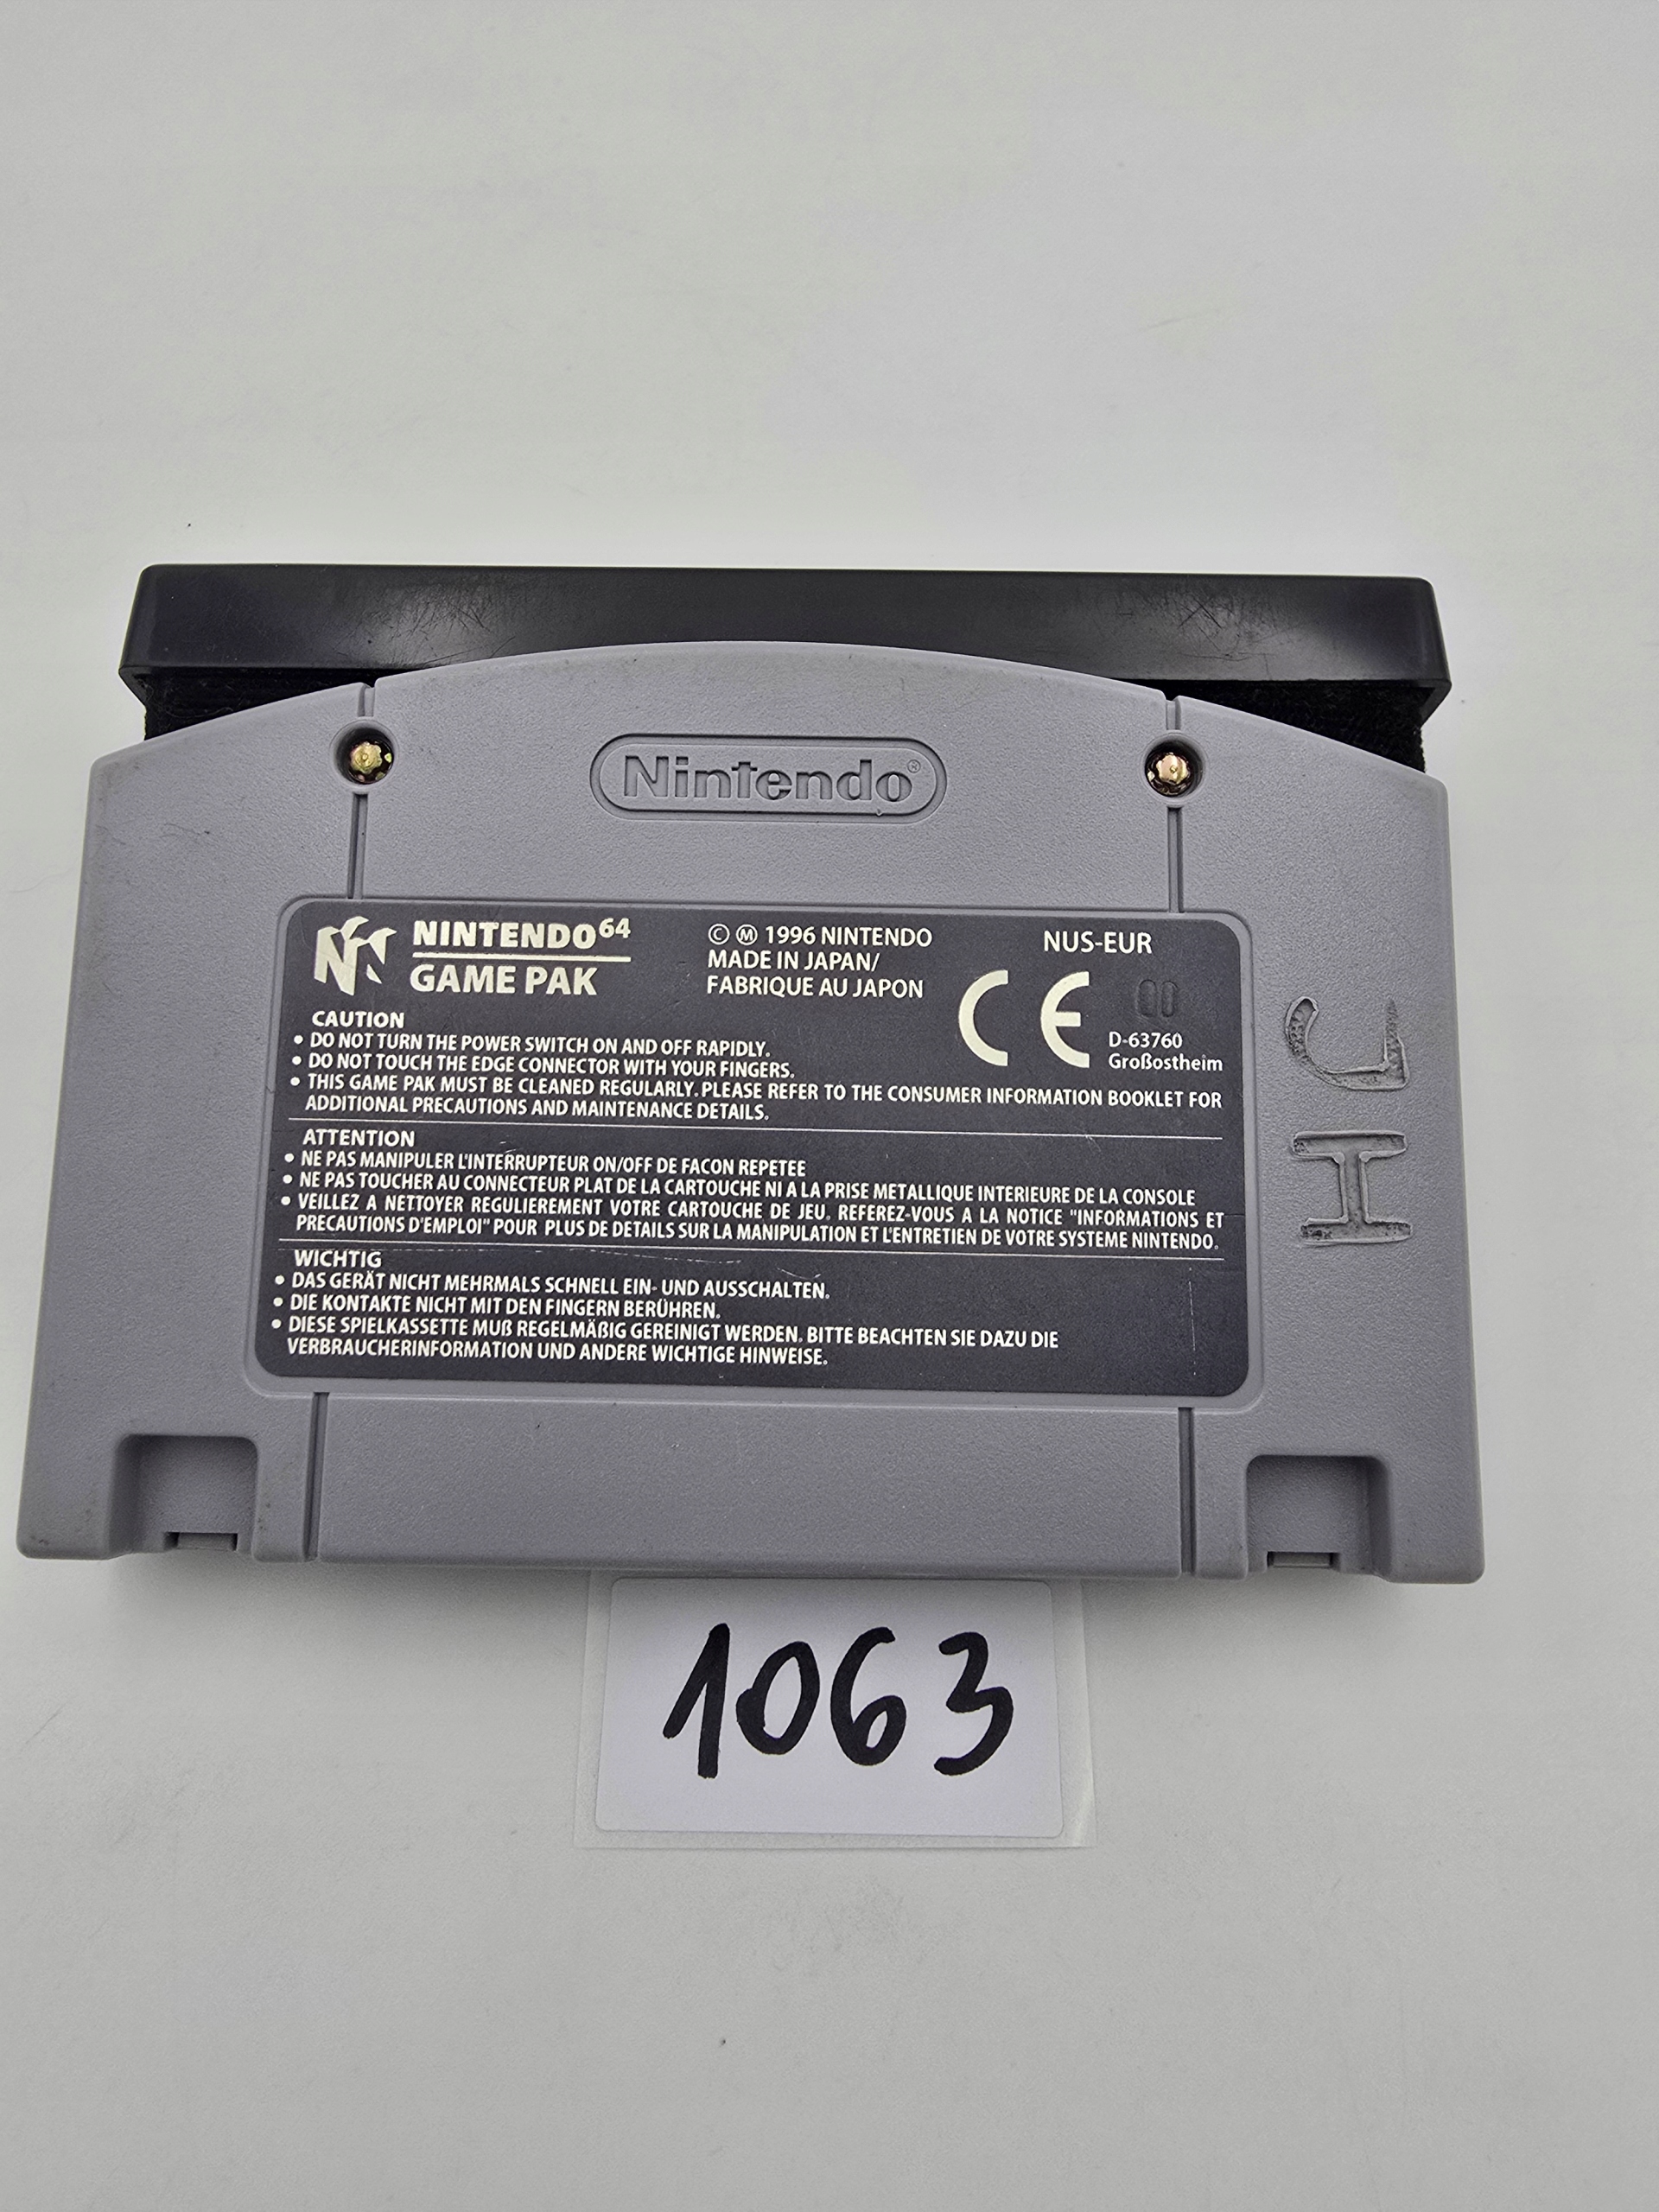 Nintendo®
NINTENDO64
GAME PAK
© Ⓜ 1996 NINTENDO
MADE IN JAPAN/
FABRIQUE AU JAPON
NUS-EUR
CE
00
D-63760
Großostheim
CAUTION
• DO NOT TURN THE POWER SWITCH ON AND OFF RAPIDLY.
• DO NOT TOUCH THE EDGE CONNECTOR WITH YOUR FINGERS.
• THIS GAME PAK MUST BE CLEANED REGULARLY. PLEASE REFER TO THE CONSUMER INFORMATION BOOKLET FOR
ADDITIONAL PRECAUTIONS AND MAINTENANCE DETAILS.
ATTENTION
• NE PAS MANIPULER L'INTERRUPTEUR ON/OFF DE FACON REPETEE
• NE PAS TOUCHER AU CONNECTEUR PLAT DE LA CARTOUCHE NI A LA PRISE METALLIQUE INTERIEURE DE LA CONSOLE
• VEILLEZ A NETTOYER REGULIEREMENT VOTRE CARTOUCHE DE JEU. REFEREZ-VOUS A LA NOTICE "INFORMATIONS ET
PRECAUTIONS D'EMPLOI" POUR PLUS DE DETAILS SUR LA MANIPULATION ET L'ENTRETIEN DE VOTRE SYSTEME NINTENDO.
WICHTIG
• DAS GERÄT NICHT MEHRMALS SCHNELL EIN- UND AUSSCHALTEN.
• DIE KONTAKTE NICHT MIT DEN FINGERN BERÜHREN.
• DIESE SPIELKASSETTE MUß REGELMÄßIG GEREINIGT WERDEN. BITTE BEACHTEN SIE DAZU DIE
VERBRAUCHERINFORMATION UND ANDERE WICHTIGE HINWEISE.
1063